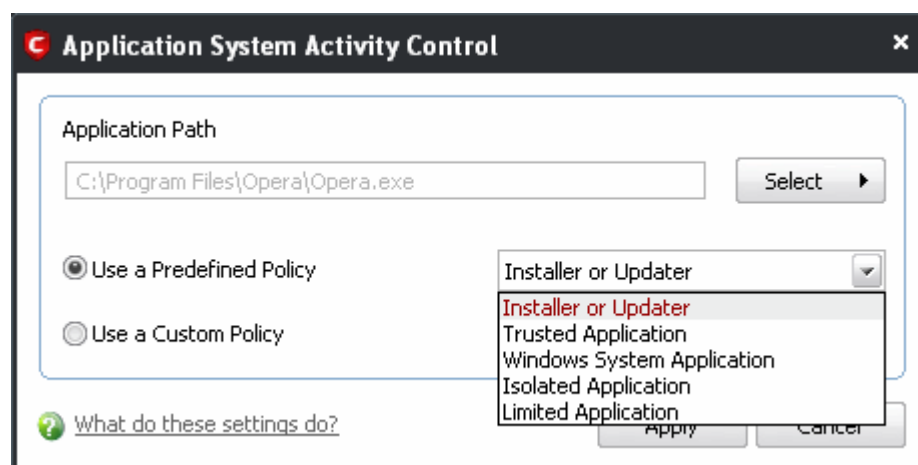 Application System Activity Control
Application Path
C:\Program Files\Opera\Opera.exe
Select
Use a Predefined Policy
Installer or Updater
Installer or Updater
Trusted Application
Windows System Application
Isolated Application
Limited Application
Use a Custom Policy
What do these settings do?
Apply
Cancel